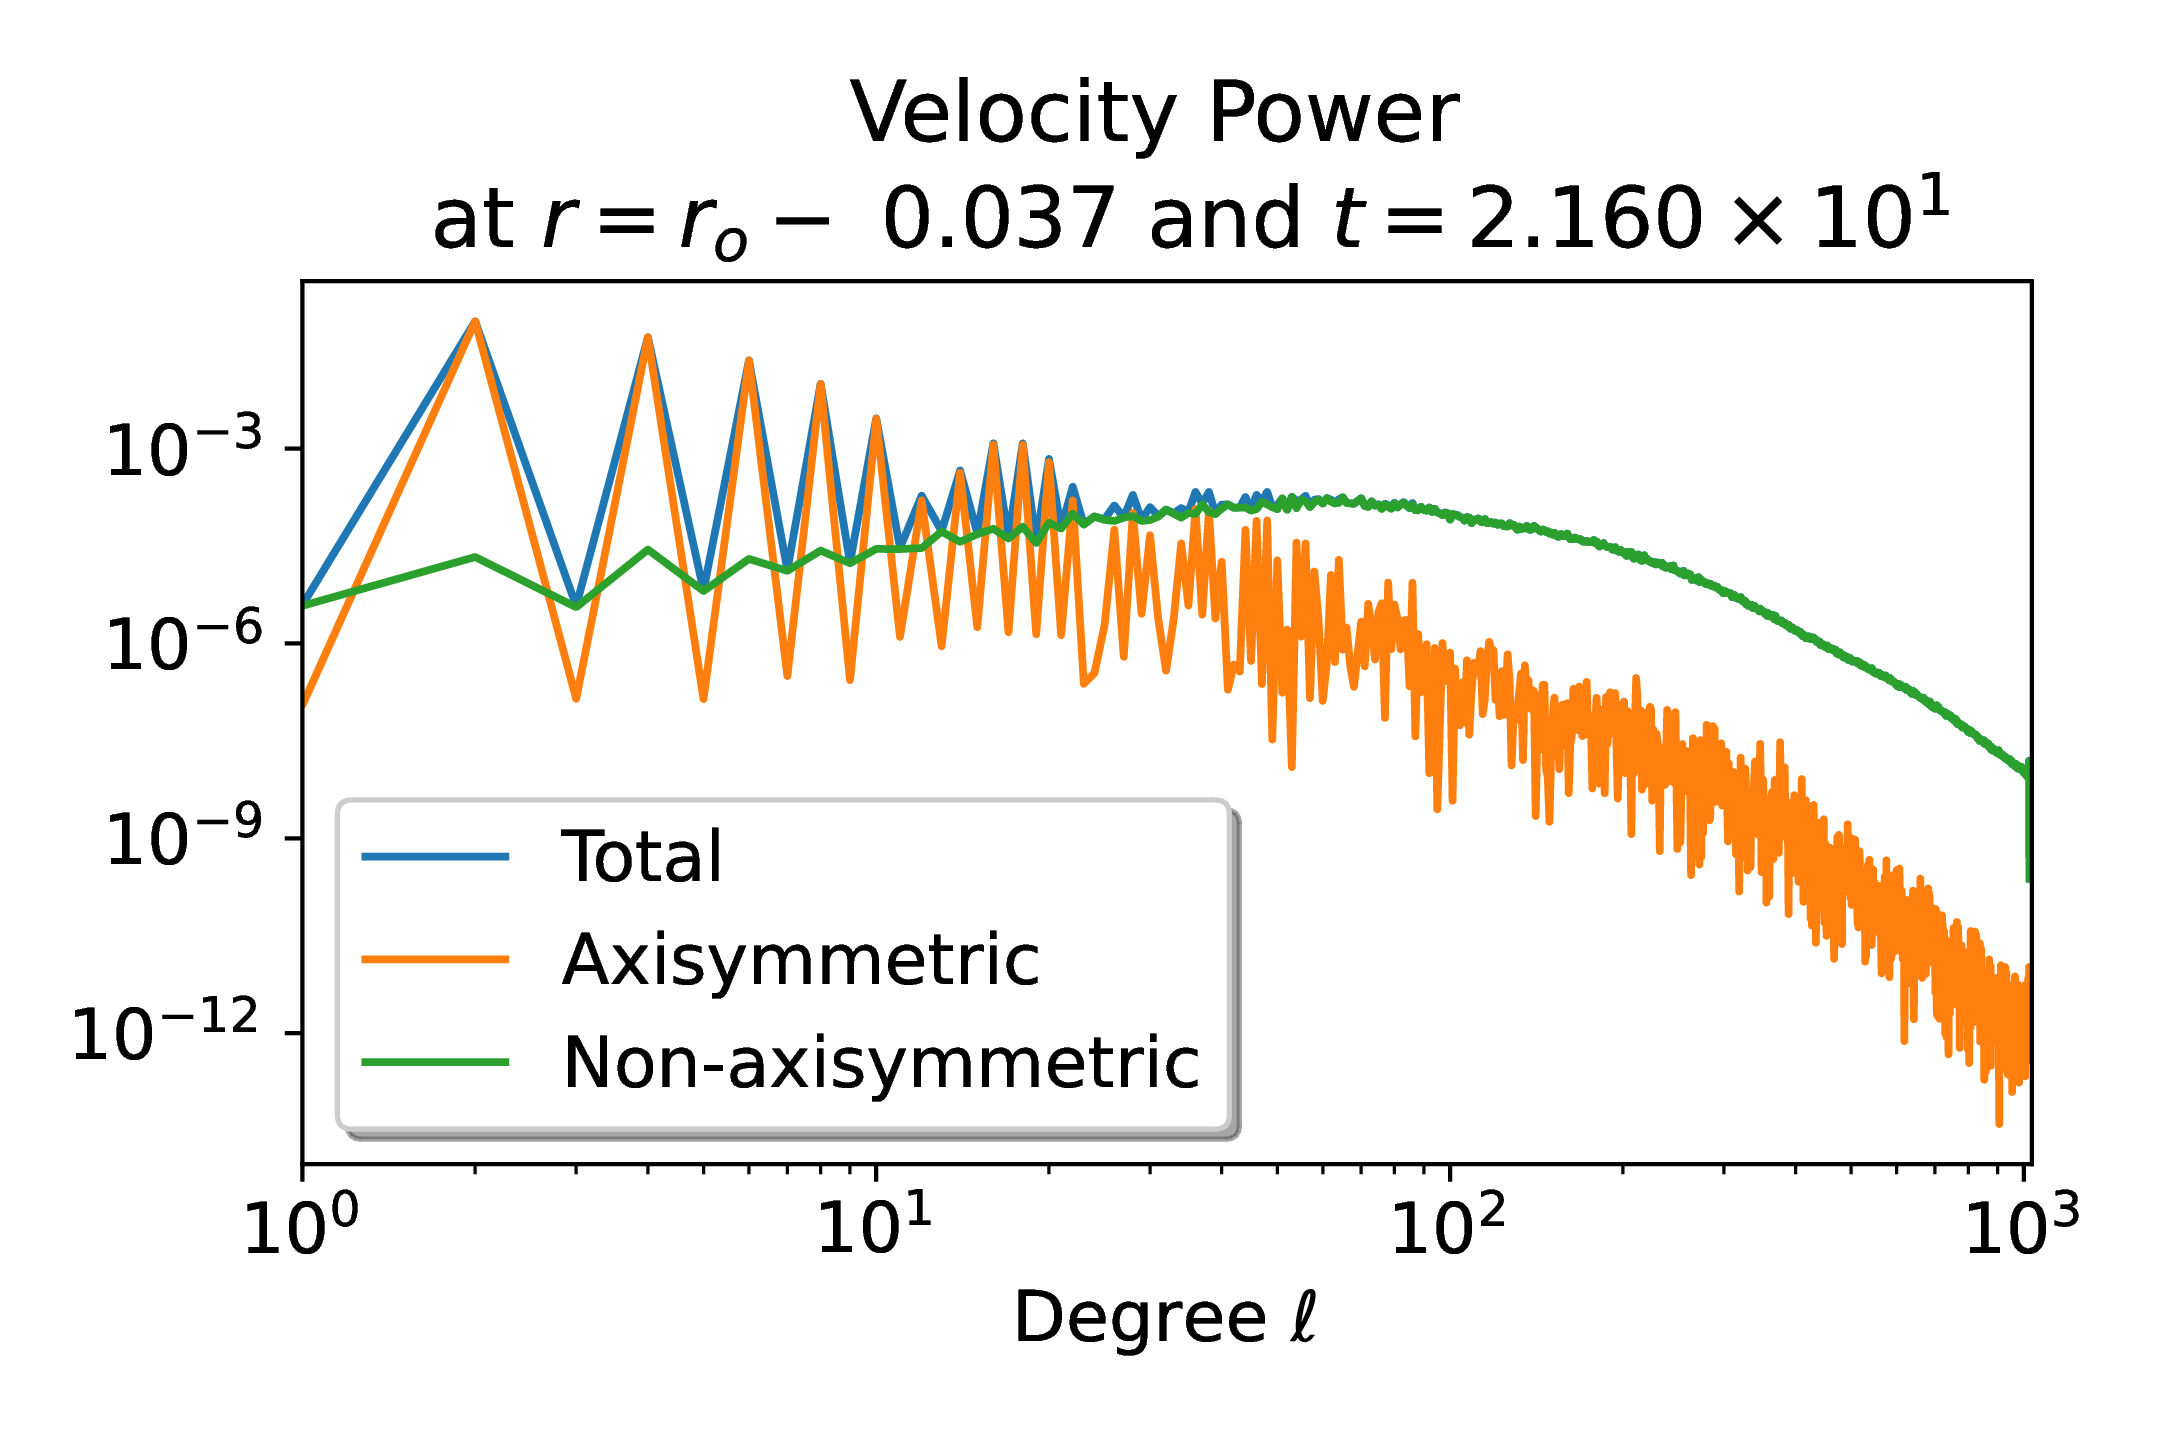 Velocity Power
at r = r_o − 0.037 and t = 2.160 × 10^1
10^−3
10^−6
10^−9
10^−12
Total
Axisymmetric
Non-axisymmetric
10^0 10^1 10^2 10^3
Degree ℓ